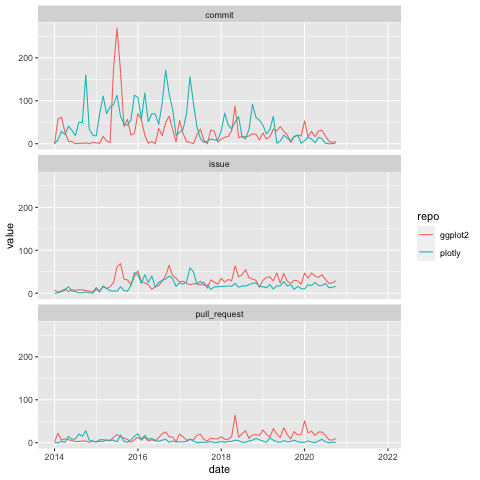 commit
200
100
0
issue
200
100
0
value
pull_request
200
100
0
2014
2016
2018
2020
2022
date
repo
ggplot2
plotly